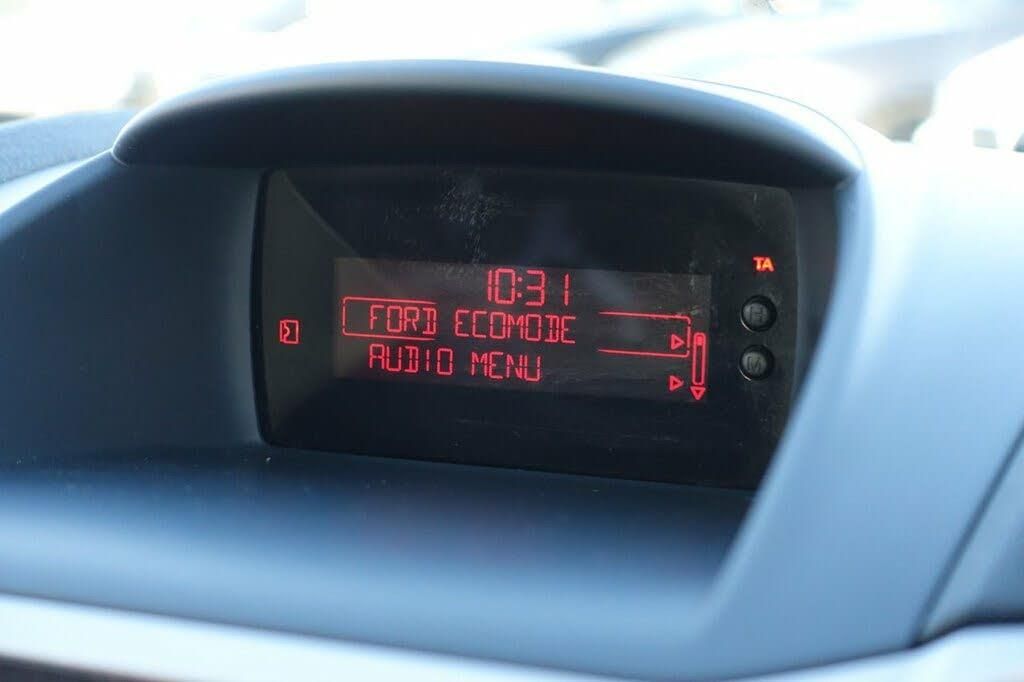 TA
10:31
FORD ECOMODE
AUDIO MENU
H
M